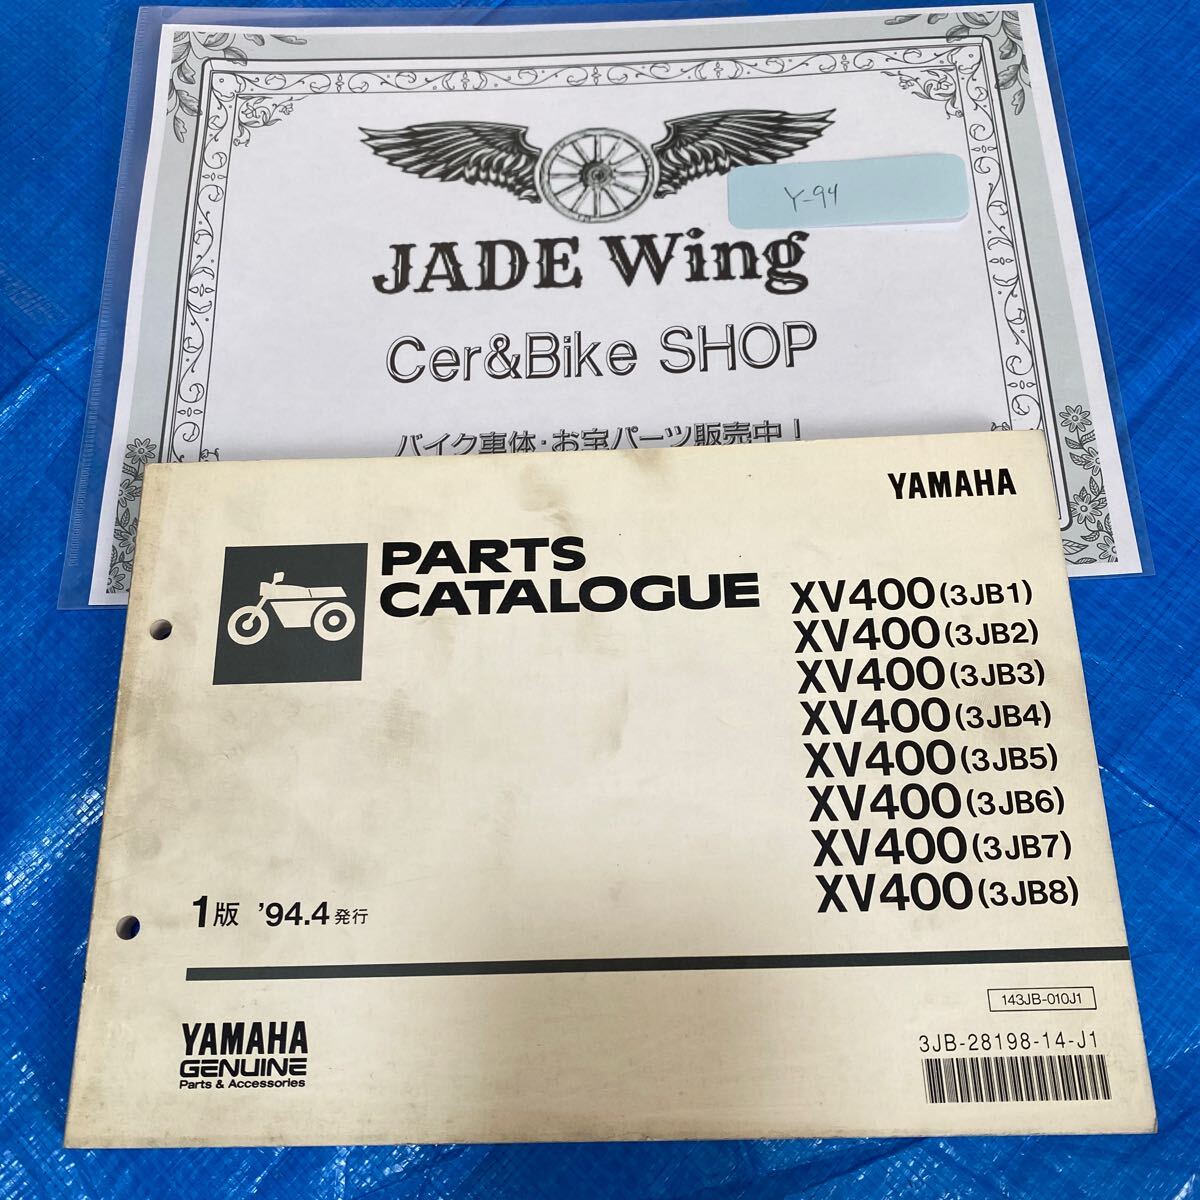 Y-94
JADE Wing
Cer&Bike SHOP
バイク車体・お宝パーツ販売中！
YAMAHA
PARTS
CATALOGUE
XV400(3JB1)
XV400(3JB2)
XV400(3JB3)
XV400(3JB4)
XV400(3JB5)
XV400(3JB6)
XV400(3JB7)
XV400(3JB8)
1版 '94.4発行
143JB-010J1
3JB-28198-14-J1
YAMAHA
GENUINE
Parts & Accessories